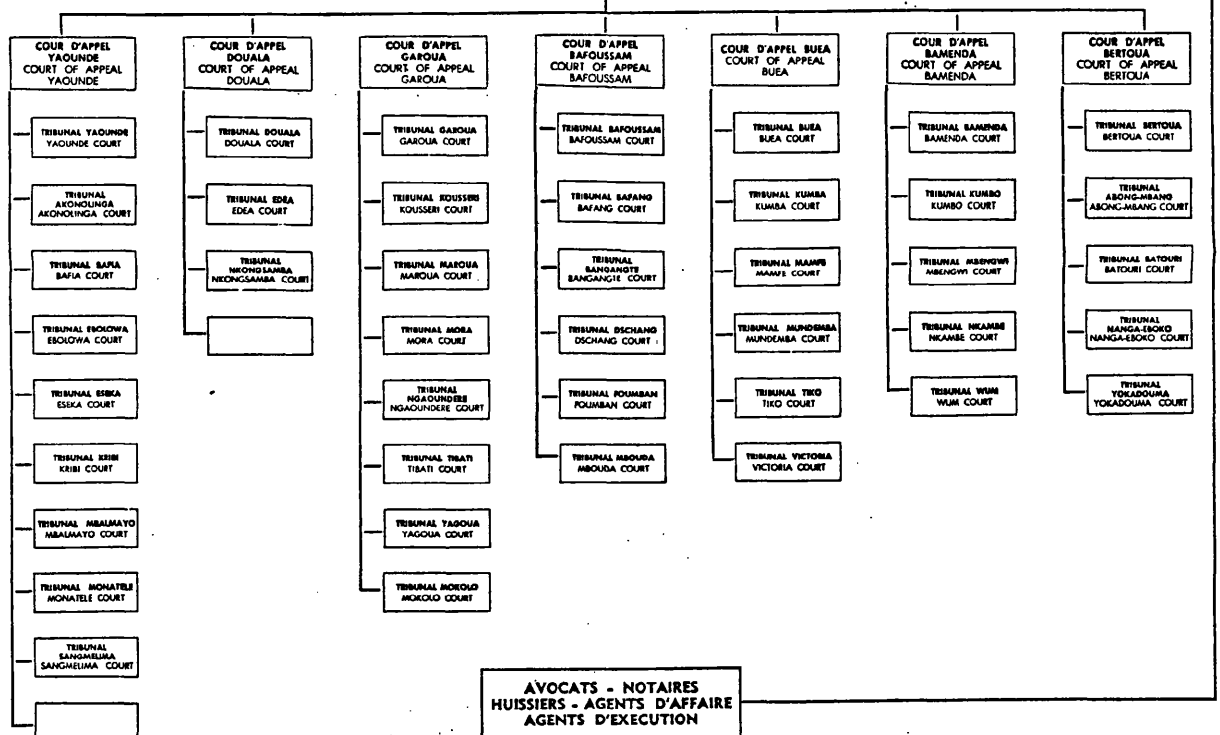 COUR D'APPEL
YAOUNDE
COURT OF APPEAL
YAOUNDE
TRIBUNAL YAOUNDE
YAOUNDE COURT
TRIBUNAL
AKONOLINGA
AKONOLINGA COURT
TRIBUNAL BAFIA
BAFIA COURT
TRIBUNAL EBOLOWA
EBOLOWA COURT
TRIBUNAL ESEKA
ESEKA COURT
TRIBUNAL KRIBI
KRIBI COURT
TRIBUNAL MBALMAYO
MBALMAYO COURT
TRIBUNAL MONATELE
MONATELE COURT
TRIBUNAL
SANGMELIMA
SANGMELIMA COURT
COUR D'APPEL
DOUALA
COURT OF APPEAL
DOUALA
TRIBUNAL DOUALA
DOUALA COURT
TRIBUNAL EDEA
EDEA COURT
TRIBUNAL
NKONGSAMBA
NKONGSAMBA COURT
COUR D'APPEL
GAROUA
COURT OF APPEAL
GAROUA
TRIBUNAL GAROUA
GAROUA COURT
TRIBUNAL KOUSSERI
KOUSSERI COURT
TRIBUNAL MAROUA
MAROUA COURT
TRIBUNAL MORA
MORA COURT
TRIBUNAL
NGAOUNDERE
NGAOUNDERE COURT
TRIBUNAL TIBATI
TIBATI COURT
TRIBUNAL YAGOUA
YAGOUA COURT
TRIBUNAL MOKOLO
MOKOLO COURT
COUR D'APPEL
BAFOUSSAM
COURT OF APPEAL
BAFOUSSAM
TRIBUNAL BAFOUSSAM
BAFOUSSAM COURT
TRIBUNAL BAFANG
BAFANG COURT
TRIBUNAL
BANGANGTE
BANGANGTE COURT
TRIBUNAL DSCHANG
DSCHANG COURT
TRIBUNAL FOUMBAN
FOUMBAN COURT
TRIBUNAL MBOUDA
MBOUDA COURT
COUR D'APPEL BUEA
COURT OF APPEAL
BUEA
TRIBUNAL BUEA
BUEA COURT
TRIBUNAL KUMBA
KUMBA COURT
TRIBUNAL MAMFE
MAMFE COURT
TRIBUNAL MUNDEMBA
MUNDEMBA COURT
TRIBUNAL TIKO
TIKO COURT
TRIBUNAL VICTORIA
VICTORIA COURT
COUR D'APPEL
BAMENDA
COURT OF APPEAL
BAMENDA
TRIBUNAL BAMENDA
BAMENDA COURT
TRIBUNAL KUMBO
KUMBO COURT
TRIBUNAL MBENGWI
MBENGWI COURT
TRIBUNAL NKAMBE
NKAMBE COURT
TRIBUNAL WUM
WUM COURT
COUR D'APPEL
BERTOUA
COURT OF APPEAL
BERTOUA
TRIBUNAL BERTOUA
BERTOUA COURT
TRIBUNAL
ABONG-MBANG
ABONG-MBANG COURT
TRIBUNAL BATOURI
BATOURI COURT
TRIBUNAL
NANGA-EBOKO
NANGA-EBOKO COURT
TRIBUNAL
YOKADOUMA
YOKADOUMA COURT
AVOCATS - NOTAIRES
HUISSIERS - AGENTS D'AFFAIRE
AGENTS D'EXECUTION